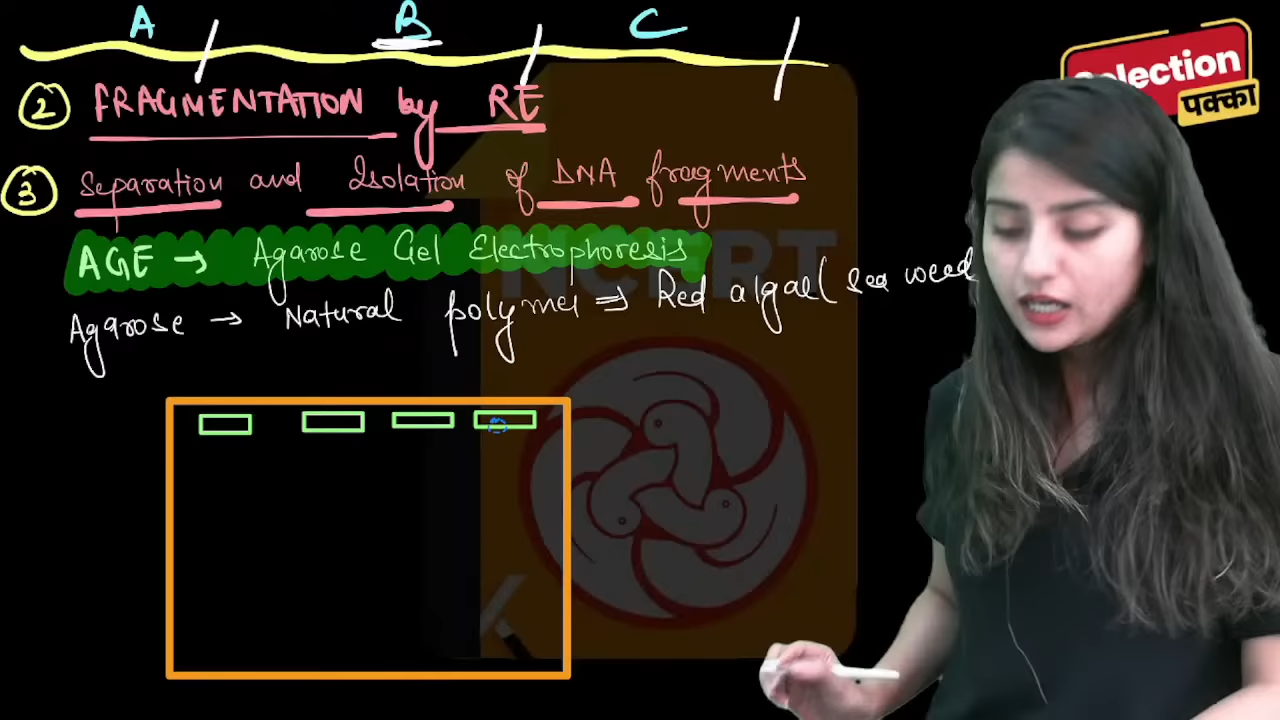 A B C
Selection
पक्का
2 FRAGMENTATION by RE
3 Separation and Isolation of DNA fragments
AGE → Agarose Gel Electrophoresis
Agarose → Natural polymer ⇒ Red algae( sea weed
NCERT